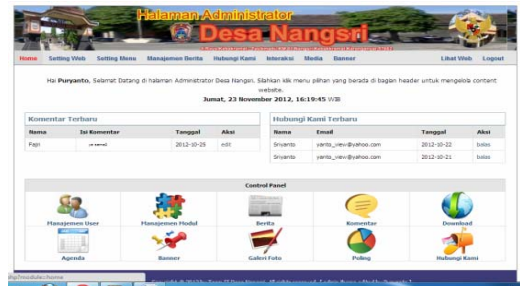 Halaman Administrator
Desa Nangsri
Home Setting Web Setting Menu Manajemen Berita Hubungi Kami Interaksi Media Banner Lihat Web Logout
Hai Puryanto, Selamat Datang di halaman Administrator Desa Nangsri. Silahkan klik menu pilihan yang berada di bagian header untuk mengelola content
website.
Jumat, 23 November 2012, 16:19:45 WIB
Komentar Terbaru
Nama Isi Komentar Tanggal Aksi
2012-10-25 edit
Hubungi Kami Terbaru
Nama Email Tanggal Aksi
Sriyanto yanto_view@yahoo.com 2012-10-22 balas
Sriyanto yanto_view@yahoo.com 2012-10-21 balas
Control Panel
Manajemen User Manajemen Modul Berita Komentar Download
Agenda Banner Galeri Foto Poling Hubungi Kami